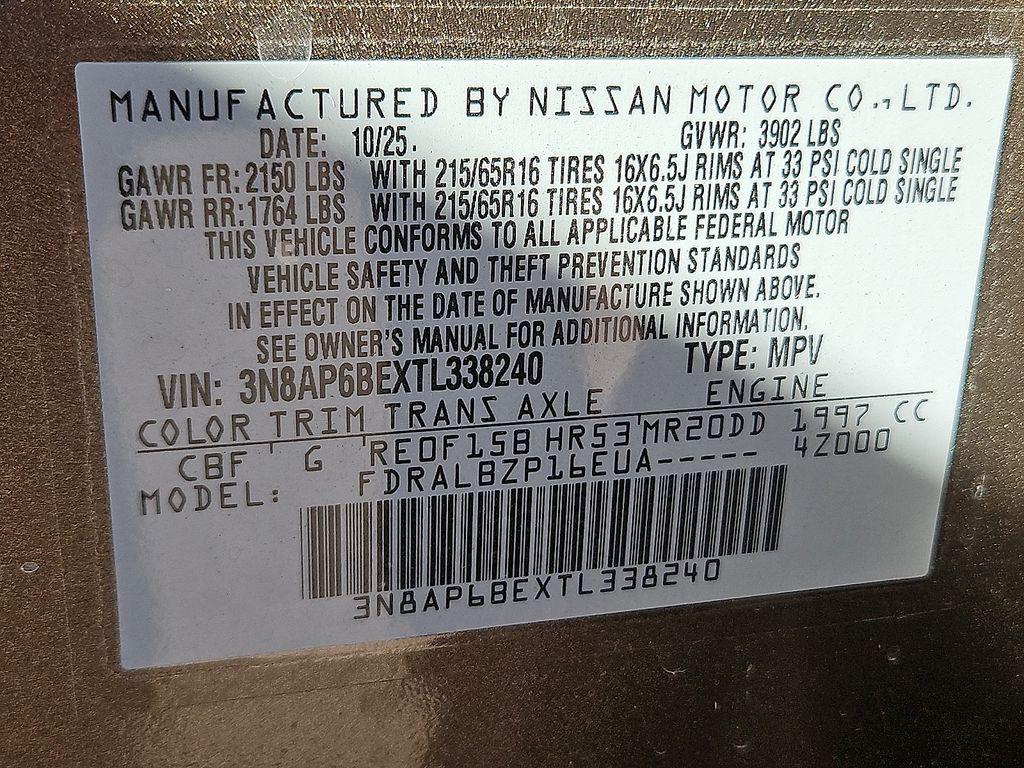 MANUFACTURED BY NISSAN MOTOR CO., LTD.
DATE: 10/25. GVWR: 3902 LBS
GAWR FR: 2150 LBS WITH 215/65R16 TIRES 16X6.5J RIMS AT 33 PSI COLD SINGLE
GAWR RR: 1764 LBS WITH 215/65R16 TIRES 16X6.5J RIMS AT 33 PSI COLD SINGLE
THIS VEHICLE CONFORMS TO ALL APPLICABLE FEDERAL MOTOR
VEHICLE SAFETY AND THEFT PREVENTION STANDARDS
IN EFFECT ON THE DATE OF MANUFACTURE SHOWN ABOVE.
SEE OWNER'S MANUAL FOR ADDITIONAL INFORMATION.
VIN: 3N8AP6BEXTL338240 TYPE: MPV
COLOR TRIM TRANS AXLE ENGINE
CBF G RE0F15B HR53 MR20DD 1997 CC
MODEL: FDRALBZP16EUA----- 4Z000
3N8AP6BEXTL338240